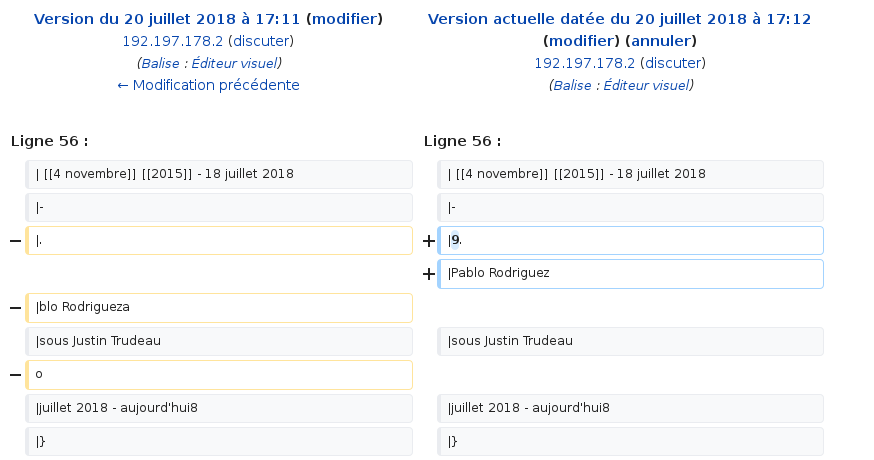 Version du 20 juillet 2018 à 17:11 (modifier)
192.197.178.2 (discuter)
(Balise : Éditeur visuel)
← Modification précédente
Version actuelle datée du 20 juillet 2018 à 17:12
(modifier) (annuler)
192.197.178.2 (discuter)
(Balise : Éditeur visuel)
Ligne 56 :
Ligne 56 :
| [[4 novembre]] [[2015]] - 18 juillet 2018
| [[4 novembre]] [[2015]] - 18 juillet 2018
|-
|-
− |.
+ |9.
+ |Pablo Rodriguez
− |blo Rodrigueza
|sous Justin Trudeau
|sous Justin Trudeau
− o
|juillet 2018 - aujourd'hui8
|juillet 2018 - aujourd'hui8
|}
|}